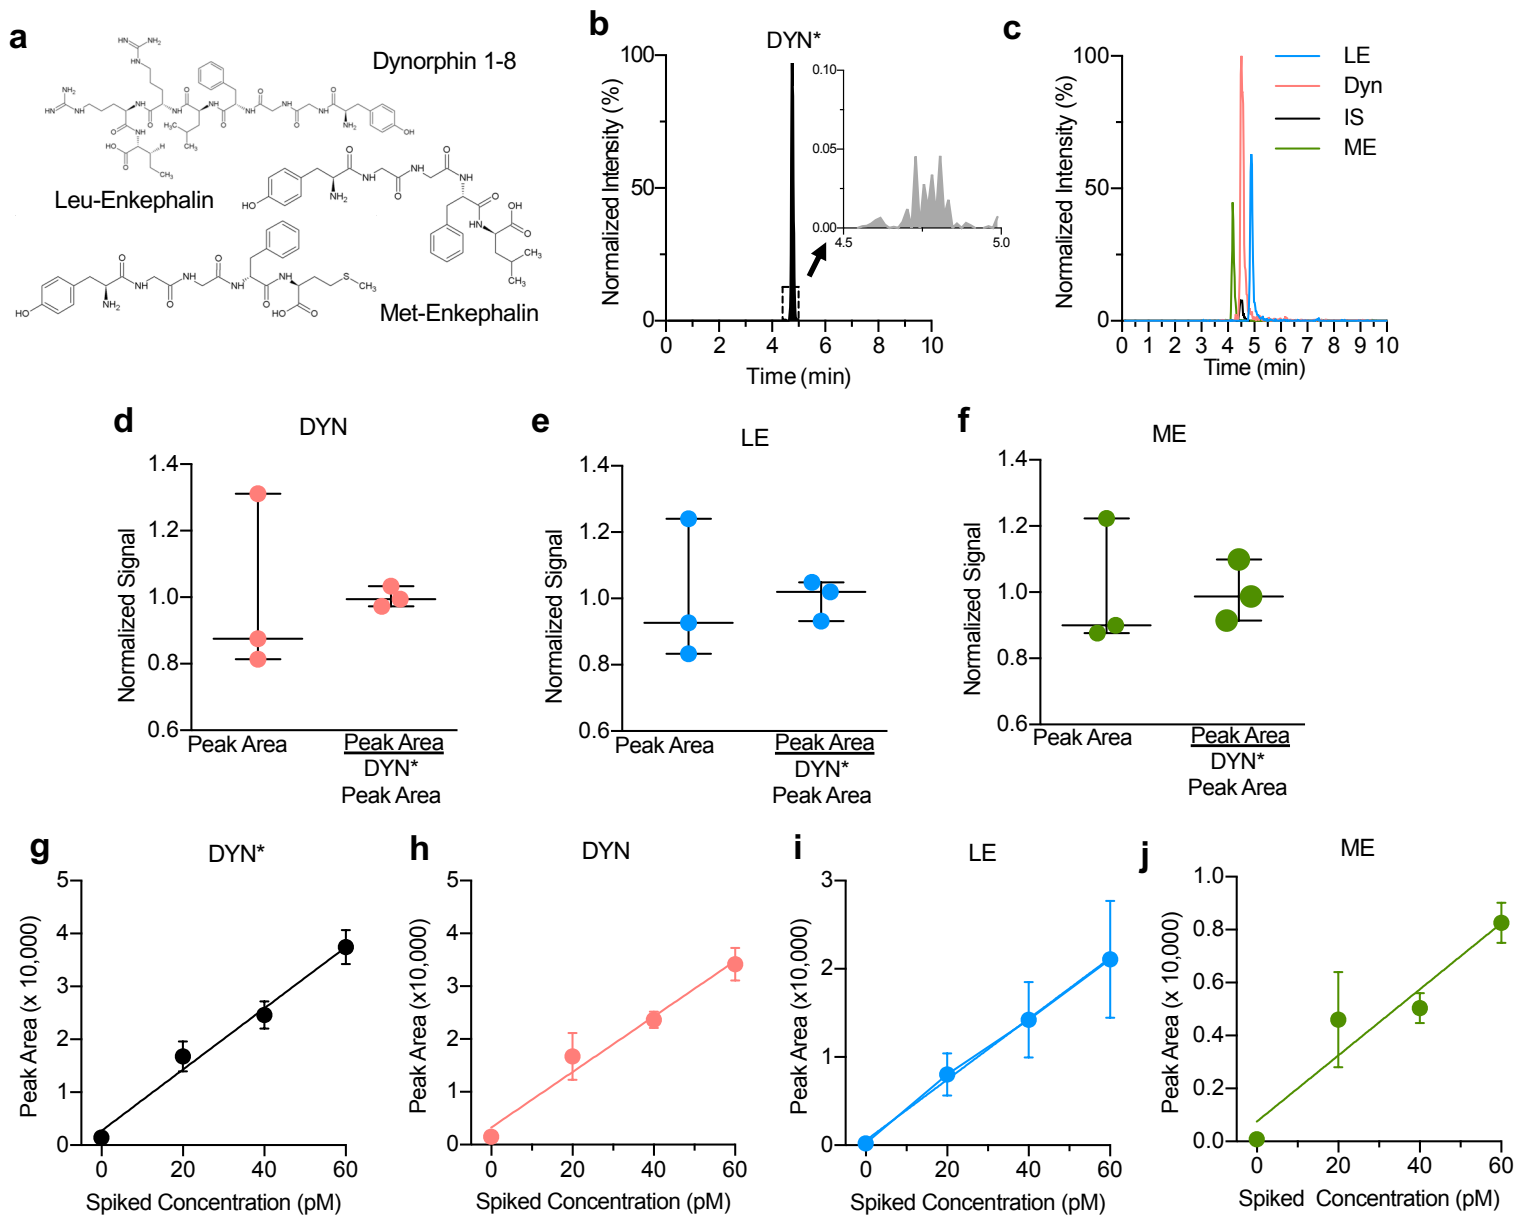 a
Dynorphin 1-8
Leu-Enkephalin
Met-Enkephalin
b
DYN*
Normalized Intensity (%)
100
50
0
0 2 4 6 8 10
Time (min)
0.10
0.05
0.00
4.5 5.0
c
LE
Dyn
IS
ME
Normalized Intensity (%)
100
50
0
0 1 2 3 4 5 6 7 8 9 10
Time (min)
d
DYN
Normalized Signal
1.4
1.2
1.0
0.8
0.6
Peak Area
Peak Area
DYN*
Peak Area
e
LE
Normalized Signal
1.4
1.2
1.0
0.8
0.6
Peak Area
Peak Area
DYN*
Peak Area
f
ME
Normalized Signal
1.4
1.2
1.0
0.8
0.6
Peak Area
Peak Area
DYN*
Peak Area
g
DYN*
Peak Area (x 10,000)
5
4
3
2
1
0
0 20 40 60
Spiked Concentration (pM)
h
DYN
Peak Area (x10,000)
5
4
3
2
1
0
0 20 40 60
Spiked Concentration (pM)
i
LE
Peak Area (x10,000)
3
2
1
0
0 20 40 60
Spiked Concentration (pM)
j
ME
Peak Area (x 10,000)
1.0
0.8
0.6
0.4
0.2
0.0
0 20 40 60
Spiked Concentration (pM)